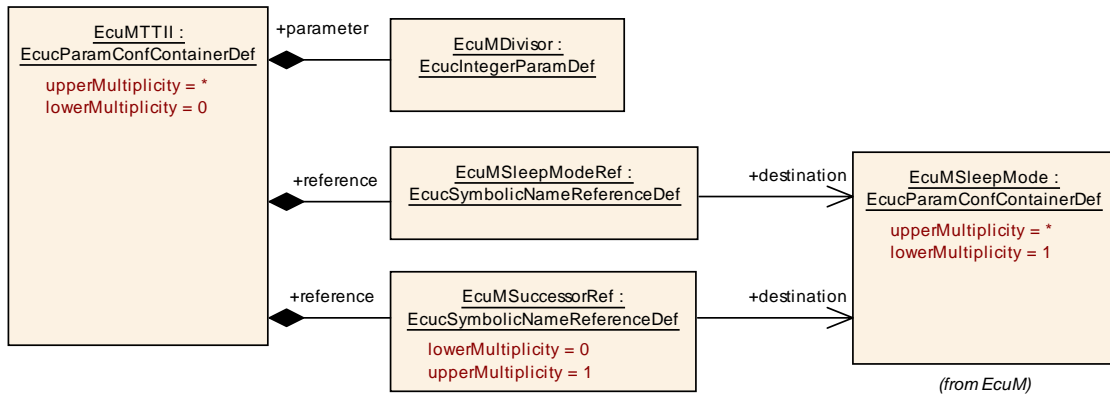 EcuMTTII :
EcucParamConfContainerDef
upperMultiplicity = *
lowerMultiplicity = 0
+parameter
EcuMDivisor :
EcucIntegerParamDef
+reference
EcuMSleepModeRef :
EcucSymbolicNameReferenceDef
+destination
EcuMSleepMode :
EcucParamConfContainerDef
upperMultiplicity = *
lowerMultiplicity = 1
+reference
EcuMSuccessorRef :
EcucSymbolicNameReferenceDef
lowerMultiplicity = 0
upperMultiplicity = 1
+destination
(from EcuM)